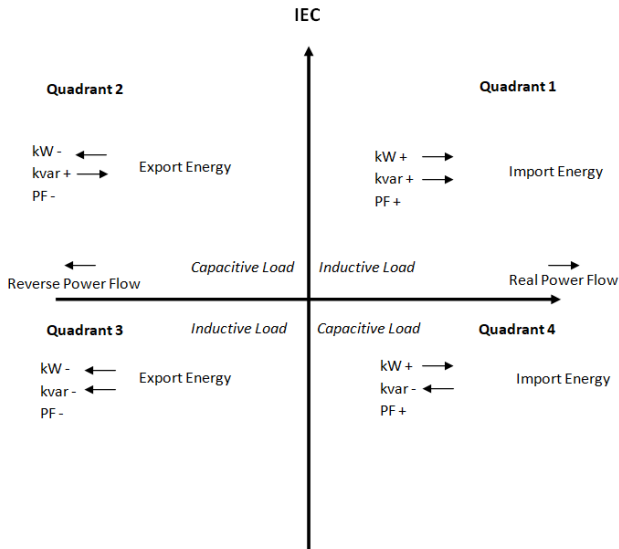 IEC
Quadrant 2
Quadrant 1
kW -
kvar +
PF -
Export Energy
kW +
kvar +
PF +
Import Energy
Capacitive Load
Inductive Load
Reverse Power Flow
Real Power Flow
Quadrant 3
Inductive Load
Capacitive Load
Quadrant 4
kW -
kvar -
PF -
Export Energy
kW +
kvar -
PF +
Import Energy